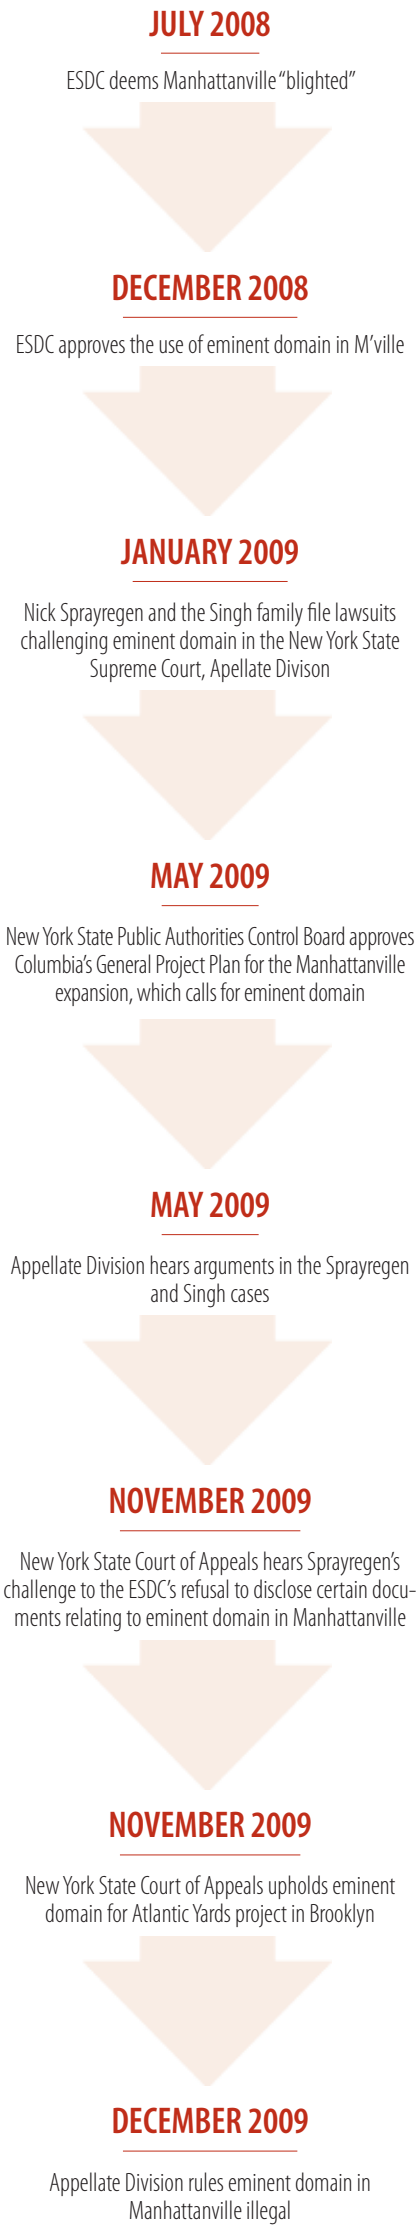 JULY 2008
ESDC deems Manhattanville “blighted”
DECEMBER 2008
ESDC approves the use of eminent domain in M’ville
JANUARY 2009
Nick Sprayregen and the Singh family file lawsuits
challenging eminent domain in the New York State
Supreme Court, Apellate Divison
MAY 2009
New York State Public Authorities Control Board approves
Columbia’s General Project Plan for the Manhattanville
expansion, which calls for eminent domain
MAY 2009
Appellate Division hears arguments in the Sprayregen
and Singh cases
NOVEMBER 2009
New York State Court of Appeals hears Sprayregen’s
challenge to the ESDC’s refusal to disclose certain docu-
ments relating to eminent domain in Manhattanville
NOVEMBER 2009
New York State Court of Appeals upholds eminent
domain for Atlantic Yards project in Brooklyn
DECEMBER 2009
Appellate Division rules eminent domain in
Manhattanville illegal